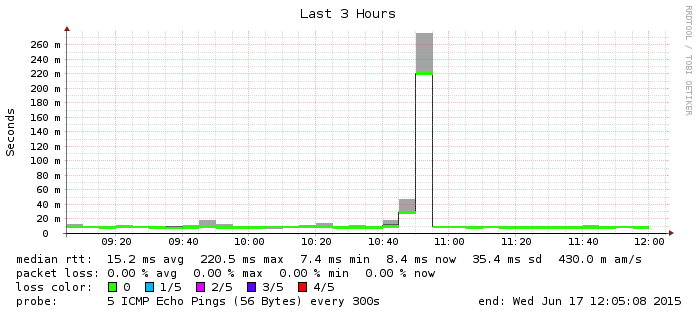 Last 3 Hours
RRDTOOL / TOBI OETIKER
Seconds
260 m
240 m
220 m
200 m
180 m
160 m
140 m
120 m
100 m
80 m
60 m
40 m
20 m
0
09:20 09:40 10:00 10:20 10:40 11:00 11:20 11:40 12:00
median rtt: 15.2 ms avg 220.5 ms max 7.4 ms min 8.4 ms now 35.4 ms sd 430.0 m am/s
packet loss: 0.00 % avg 0.00 % max 0.00 % min 0.00 % now
loss color: 0 1/5 2/5 3/5 4/5
probe: 5 ICMP Echo Pings (56 Bytes) every 300s end: Wed Jun 17 12:05:08 2015